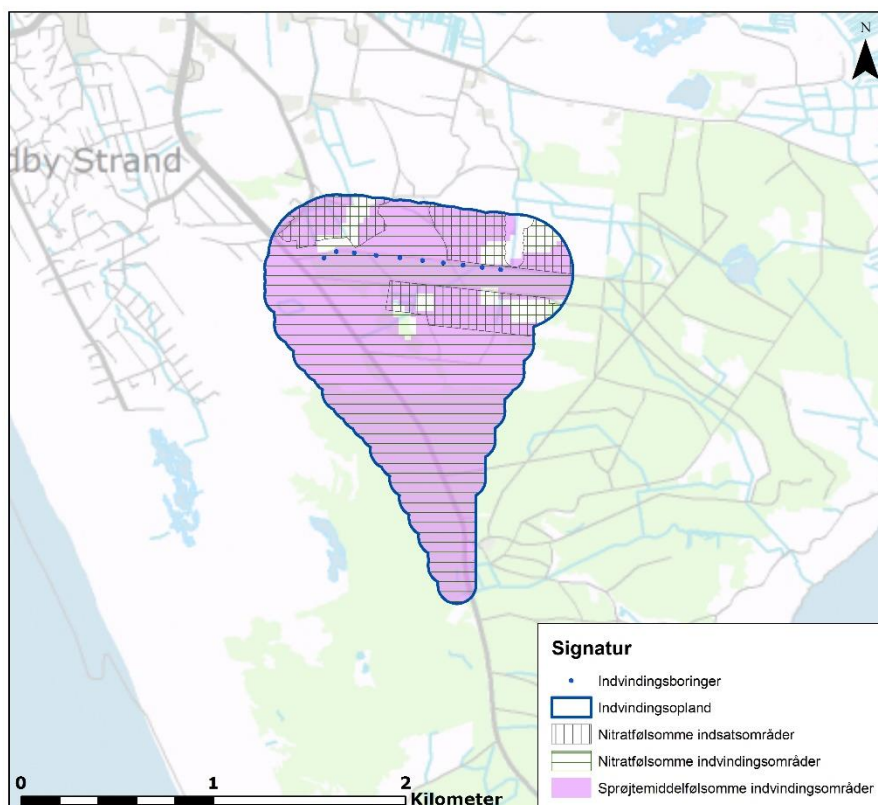 N
dby Strand
Signatur
Indvindingsboringer
Indvindingsopland
Nitratfølsomme indsatsområder
Nitratfølsomme indvindingsområder
Sprøjtemiddelfølsomme indvindingsområder
0 1 2
Kilometer